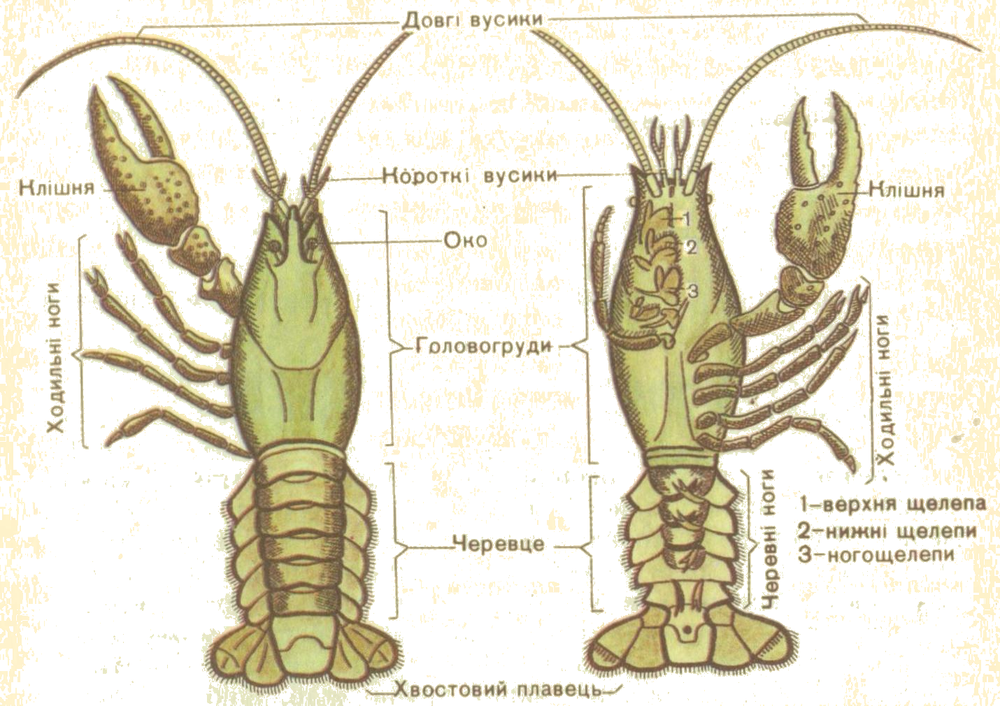 Довгі вусики
Короткі вусики
Клішня
Клішня
Око
1
2
3
Ходильні ноги
Головогруди
Ходильні ноги
Черевце
Черевні ноги
1–верхня щелепа
2–нижні щелепи
3–ногощелепи
Хвостовий плавець